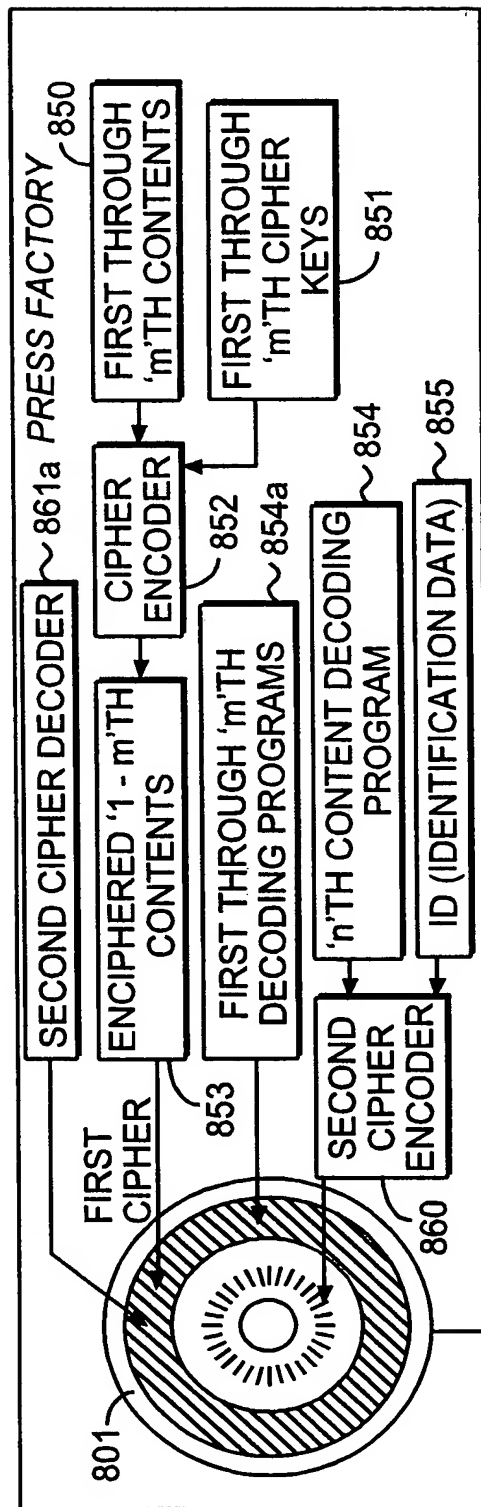 PRESS FACTORY
850
FIRST THROUGH
'm'TH CONTENTS
FIRST THROUGH
'm'TH CIPHER
KEYS
851
861a
SECOND CIPHER DECODER
CIPHER
ENCODER
852
ENCIPHERED '1 - m'TH
CONTENTS
853
FIRST
CIPHER
854a
FIRST THROUGH 'm'TH
DECODING PROGRAMS
854
'n'TH CONTENT DECODING
PROGRAM
855
ID (IDENTIFICATION DATA)
SECOND
CIPHER
ENCODER
860
801